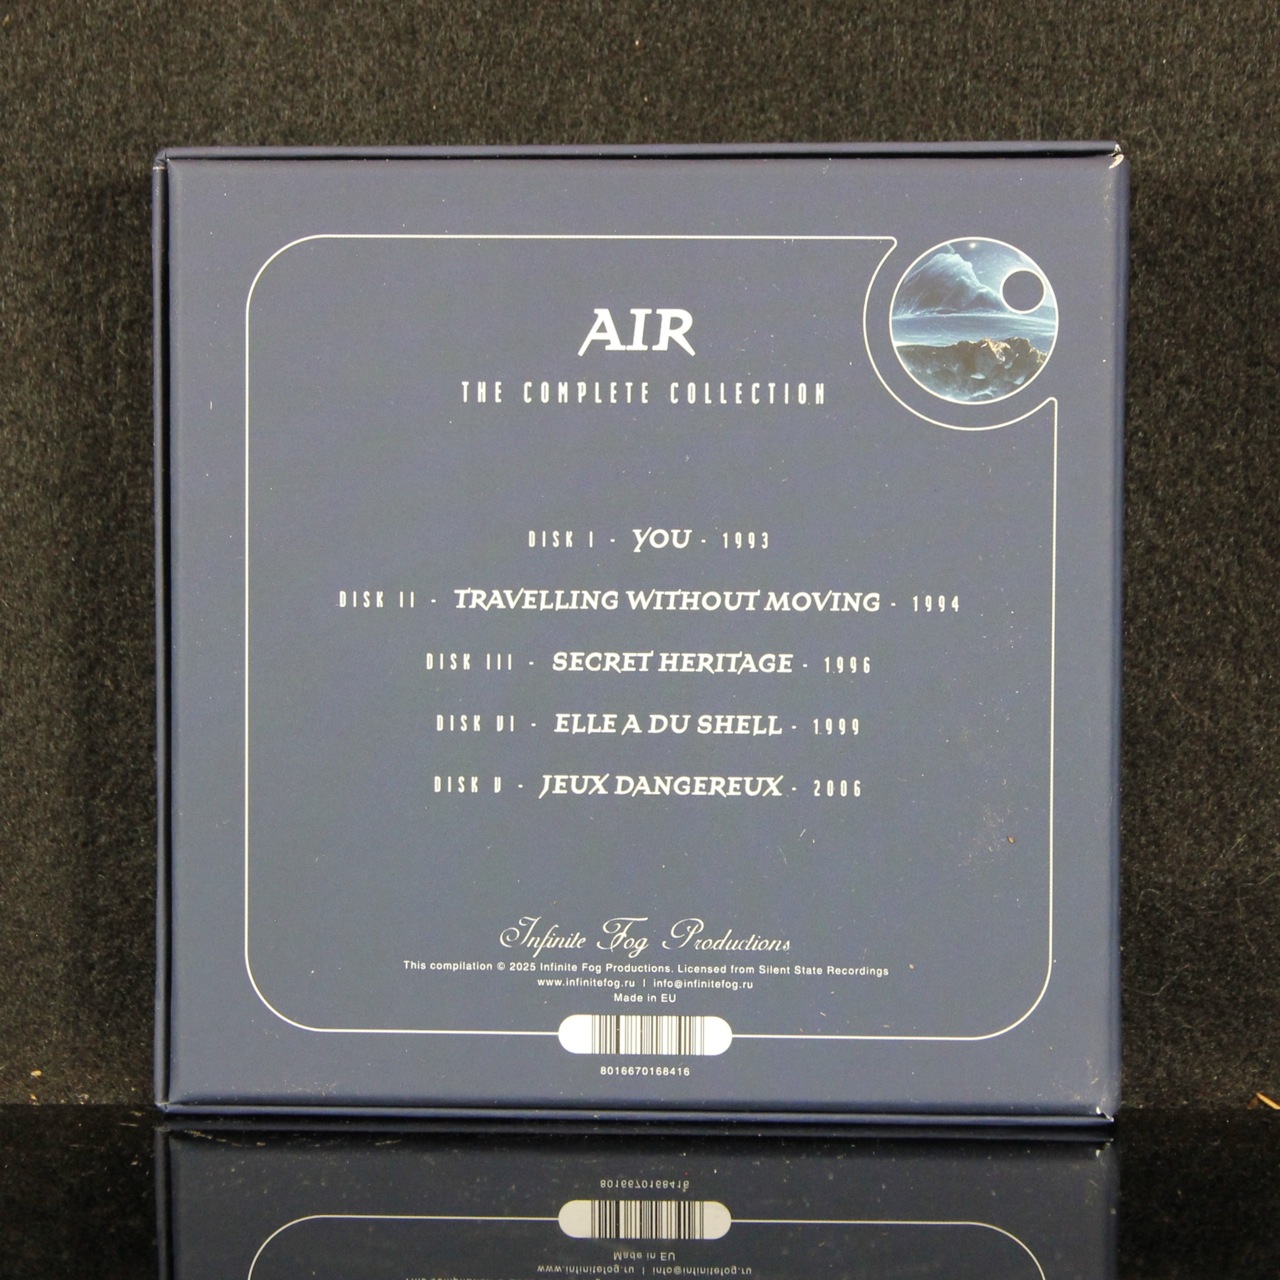 AIR
THE COMPLETE COLLECTION
DISK I - YOU - 1993
DISK II - TRAVELLING WITHOUT MOVING - 1994
DISK III - SECRET HERITAGE - 1996
DISK VI - ELLE A DU SHELL - 1999
DISK V - JEUX DANGEREUX - 2006
Infinite Fog Productions
This compilation © 2025 Infinite Fog Productions. Licensed from Silent State Recordings
www.infinitefog.ru | info@infinitefog.ru
Made in EU
8016670168416